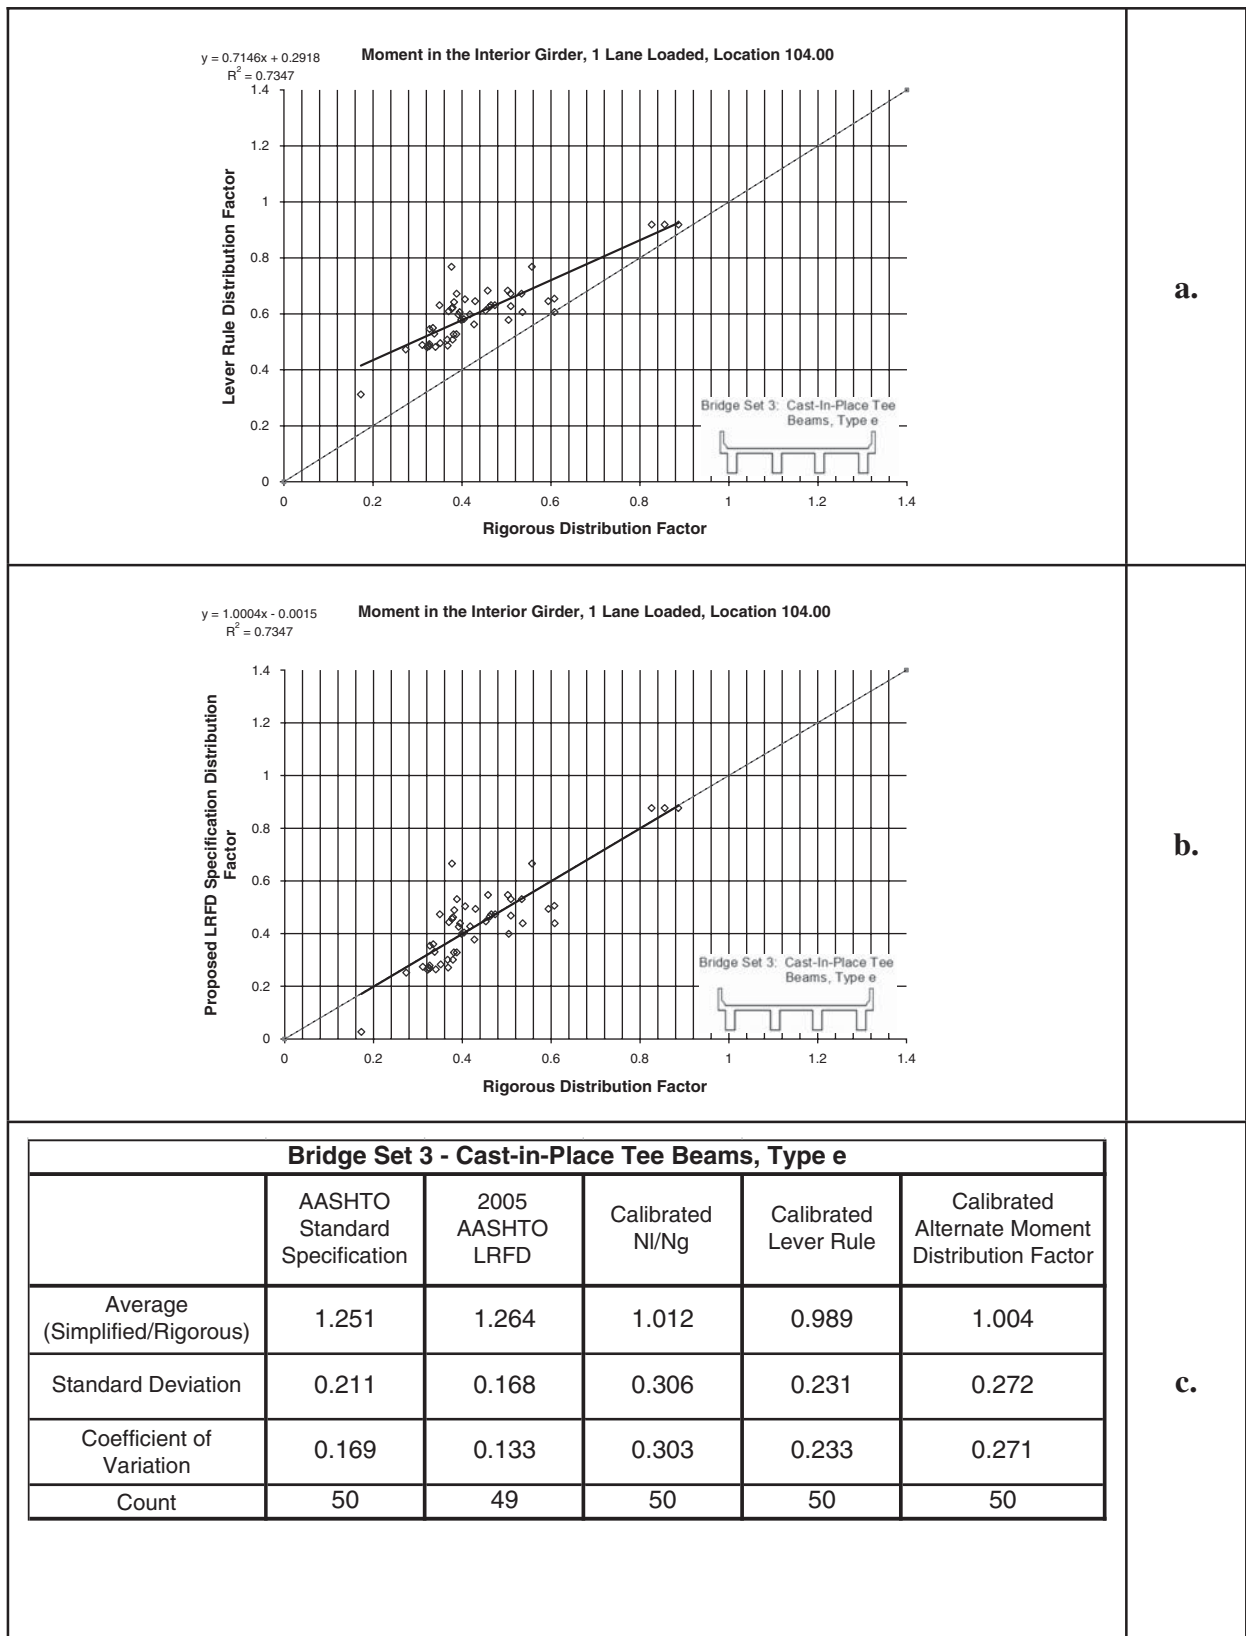 y = 0.7146x + 0.2918
R² = 0.7347
Moment in the Interior Girder, 1 Lane Loaded, Location 104.00
Lever Rule Distribution Factor
1.4
1.2
1
0.8
0.6
0.4
0.2
0
0 0.2 0.4 0.6 0.8 1 1.2 1.4
Rigorous Distribution Factor
Bridge Set 3: Cast-In-Place Tee
Beams, Type e
a.
y = 1.0004x - 0.0015
R² = 0.7347
Moment in the Interior Girder, 1 Lane Loaded, Location 104.00
Proposed LRFD Specification Distribution
Factor
1.4
1.2
1
0.8
0.6
0.4
0.2
0
0 0.2 0.4 0.6 0.8 1 1.2 1.4
Rigorous Distribution Factor
Bridge Set 3: Cast-In-Place Tee
Beams, Type e
b.
Bridge Set 3 - Cast-in-Place Tee Beams, Type e
AASHTO
Standard
Specification
2005
AASHTO
LRFD
Calibrated
Nl/Ng
Calibrated
Lever Rule
Calibrated
Alternate Moment
Distribution Factor
Average
(Simplified/Rigorous)
1.251 1.264 1.012 0.989 1.004
Standard Deviation 0.211 0.168 0.306 0.231 0.272
Coefficient of
Variation
0.169 0.133 0.303 0.233 0.271
Count 50 49 50 50 50
c.